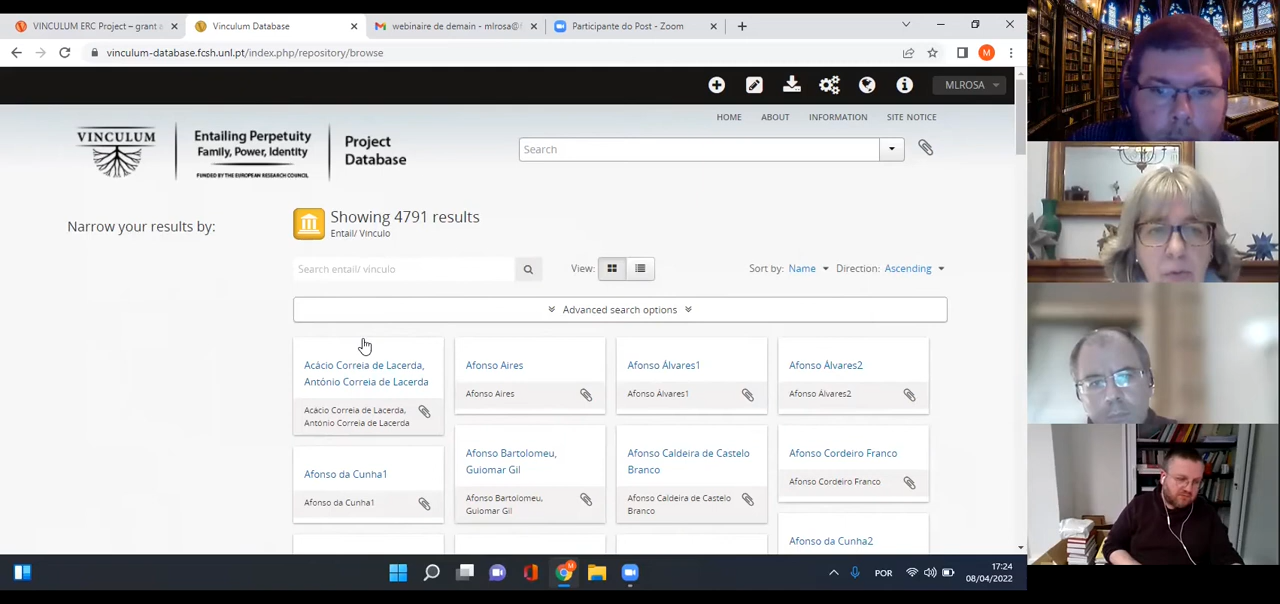 VINCULUM ERC Project – grant a
Vinculum Database
webinaire de demain - mlrosa@f
Participante do Post - Zoom
vinculum-database.fcsh.unl.pt/index.php/repository/browse
M
MLROSA
HOME ABOUT INFORMATION SITE NOTICE
VINCULUM
Entailing Perpetuity
Family, Power, Identity
FUNDED BY THE EUROPEAN RESEARCH COUNCIL
Project
Database
Search
Narrow your results by:
Showing 4791 results
Entail/ Vinculo
Search entail/ vinculo
View:
Sort by: Name
Direction: Ascending
Advanced search options
Acácio Correia de Lacerda,
António Correia de Lacerda
Acácio Correia de Lacerda,
António Correia de Lacerda
Afonso Aires
Afonso Aires
Afonso Álvares1
Afonso Álvares1
Afonso Álvares2
Afonso Álvares2
Afonso da Cunha1
Afonso da Cunha1
Afonso Bartolomeu,
Guiomar Gil
Afonso Bartolomeu,
Guiomar Gil
Afonso Caldeira de Castelo
Branco
Afonso Caldeira de Castelo
Branco
Afonso Cordeiro Franco
Afonso Cordeiro Franco
Afonso da Cunha2
POR
17:24
08/04/2022